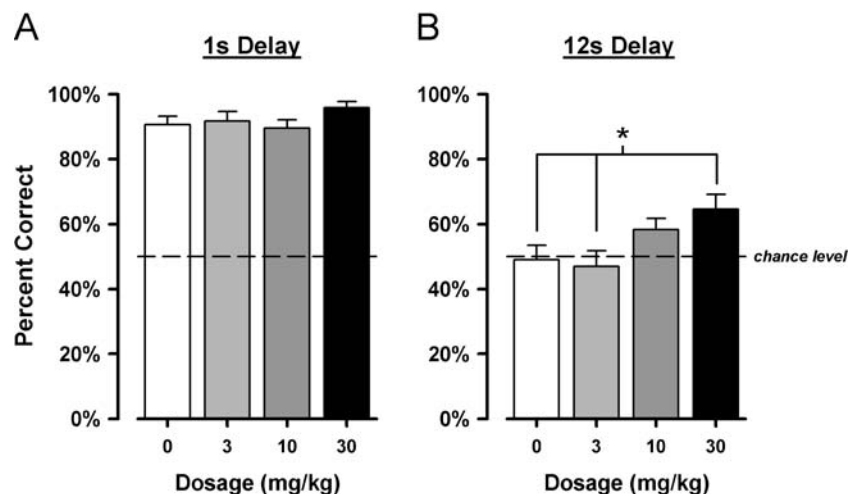 A
1s Delay
Percent Correct
100%
80%
60%
40%
20%
0%
0 3 10 30
Dosage (mg/kg)
B
12s Delay
100%
80%
60%
40%
20%
0%
*
chance level
0 3 10 30
Dosage (mg/kg)